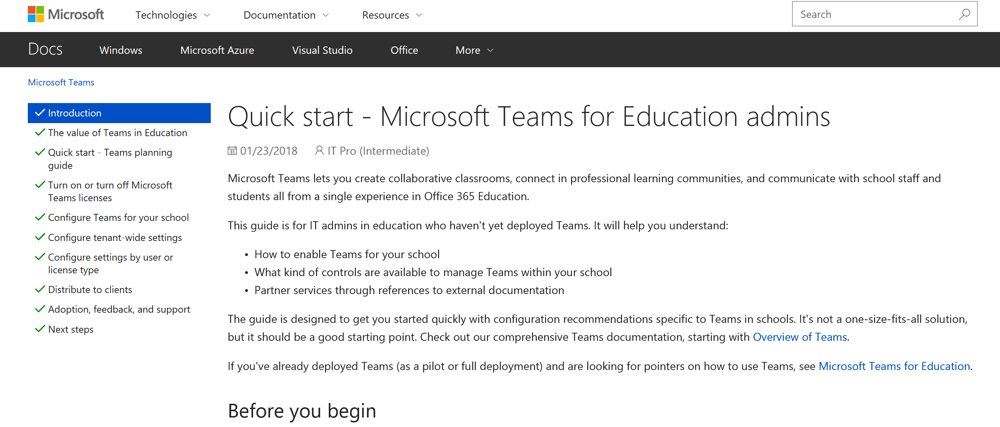 Microsoft Technologies Documentation Resources Search
Docs Windows Microsoft Azure Visual Studio Office More
Microsoft Teams
Introduction
The value of Teams in Education
Quick start - Teams planning
guide
Turn on or turn off Microsoft
Teams licenses
Configure Teams for your school
Configure tenant-wide settings
Configure settings by user or
license type
Distribute to clients
Adoption, feedback, and support
Next steps
Quick start - Microsoft Teams for Education admins
31 01/23/2018 IT Pro (Intermediate)
Microsoft Teams lets you create collaborative classrooms, connect in professional learning communities, and communicate with school staff and
students all from a single experience in Office 365 Education.
This guide is for IT admins in education who haven't yet deployed Teams. It will help you understand:
• How to enable Teams for your school
• What kind of controls are available to manage Teams within your school
• Partner services through references to external documentation
The guide is designed to get you started quickly with configuration recommendations specific to Teams in schools. It's not a one-size-fits-all solution,
but it should be a good starting point. Check out our comprehensive Teams documentation, starting with Overview of Teams.
If you've already deployed Teams (as a pilot or full deployment) and are looking for pointers on how to use Teams, see Microsoft Teams for Education.
Before you begin